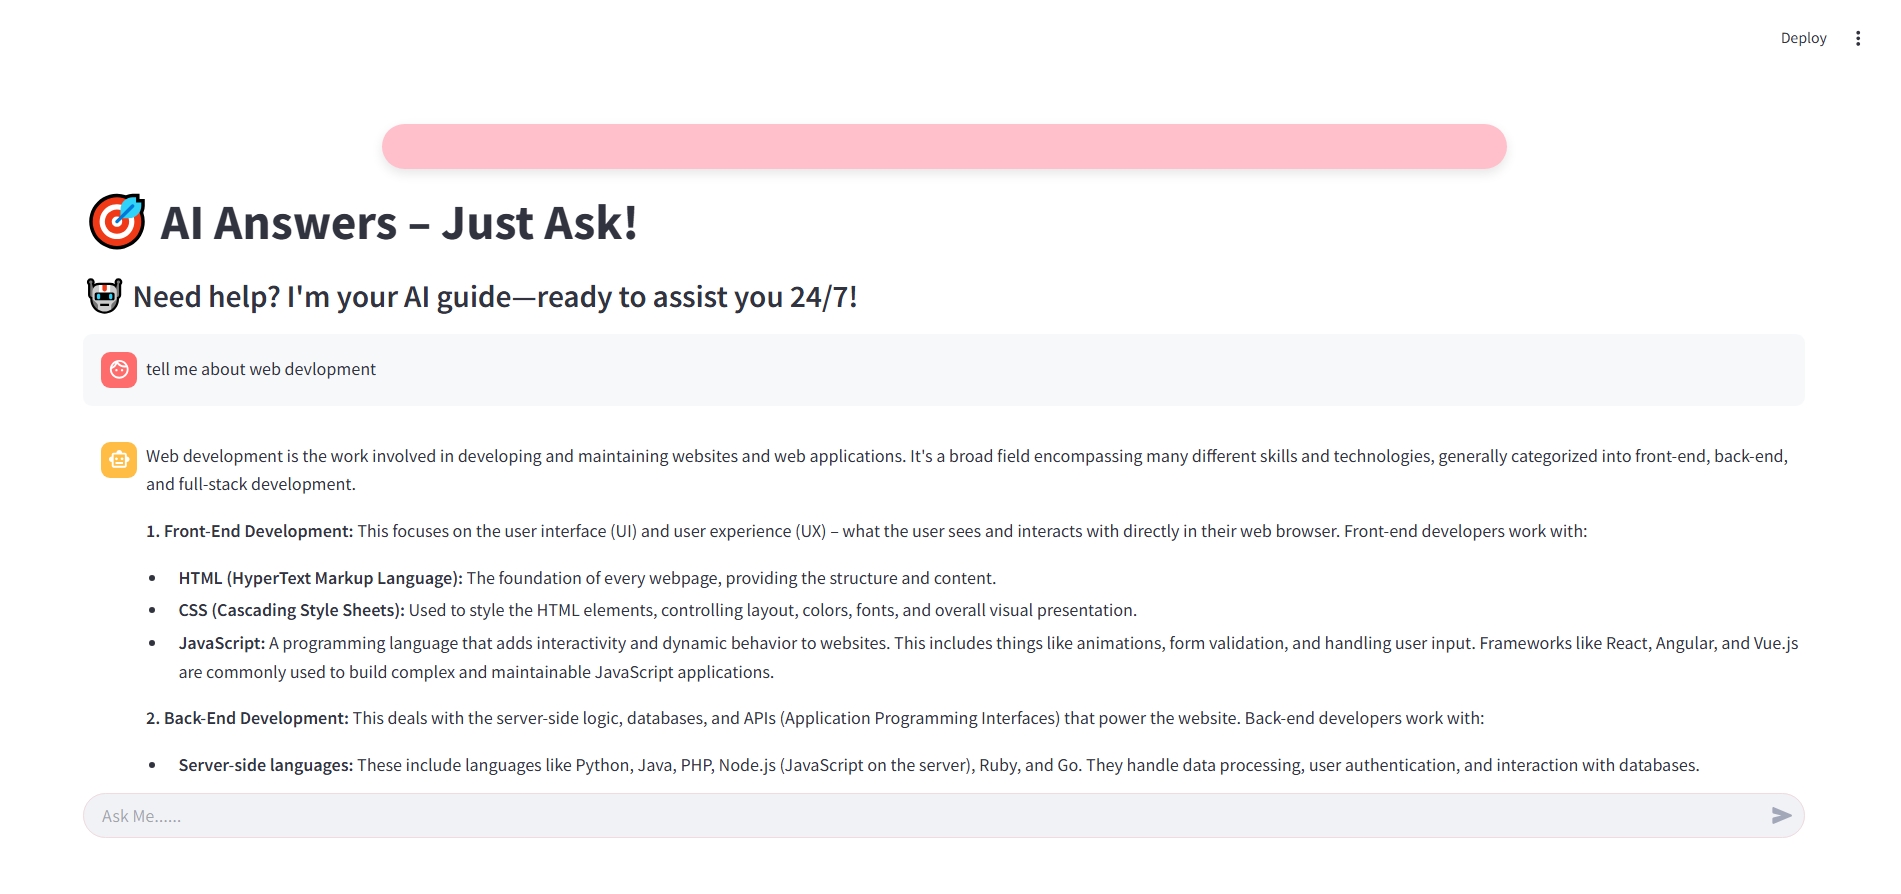 Deploy
AI Answers – Just Ask!
Need help? I'm your AI guide—ready to assist you 24/7!
tell me about web devlopment
Web development is the work involved in developing and maintaining websites and web applications. It's a broad field encompassing many different skills and technologies, generally categorized into front-end, back-end,
and full-stack development.
1. Front-End Development: This focuses on the user interface (UI) and user experience (UX) – what the user sees and interacts with directly in their web browser. Front-end developers work with:
• HTML (HyperText Markup Language): The foundation of every webpage, providing the structure and content.
• CSS (Cascading Style Sheets): Used to style the HTML elements, controlling layout, colors, fonts, and overall visual presentation.
• JavaScript: A programming language that adds interactivity and dynamic behavior to websites. This includes things like animations, form validation, and handling user input. Frameworks like React, Angular, and Vue.js
are commonly used to build complex and maintainable JavaScript applications.
2. Back-End Development: This deals with the server-side logic, databases, and APIs (Application Programming Interfaces) that power the website. Back-end developers work with:
• Server-side languages: These include languages like Python, Java, PHP, Node.js (JavaScript on the server), Ruby, and Go. They handle data processing, user authentication, and interaction with databases.
Ask Me......